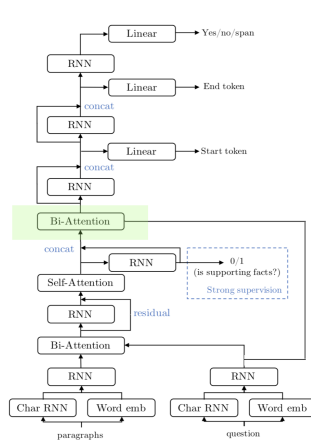 Linear
Yes/no/span
RNN
Linear
End token
concat
RNN
Linear
Start token
concat
RNN
Bi-Attention
concat
RNN
0/1
(is supporting facts?)
Self-Attention
Strong supervision
RNN
residual
Bi-Attention
RNN
RNN
Char RNN
Word emb
Char RNN
Word emb
paragraphs
question